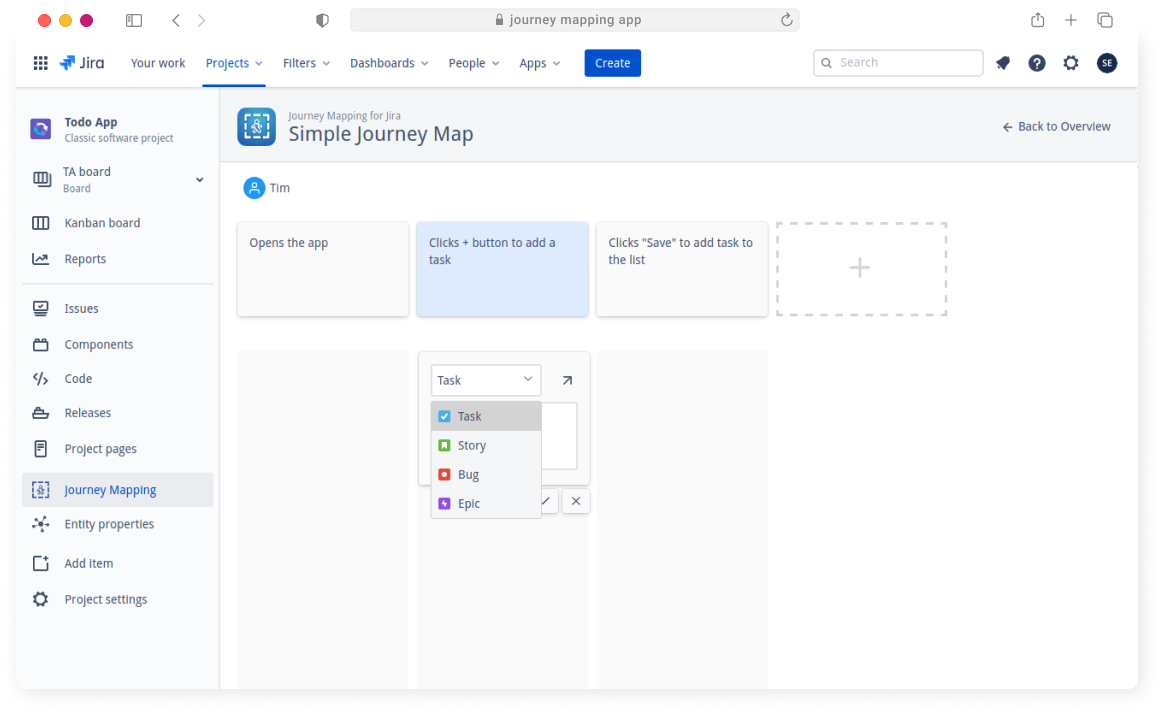 journey mapping app
Jira
Your work
Projects
Filters
Dashboards
People
Apps
Create
Search
SE
Todo App
Classic software project
TA board
Board
Kanban board
Reports
Issues
Components
Code
Releases
Project pages
Journey Mapping
Entity properties
Add item
Project settings
Journey Mapping for Jira
Simple Journey Map
Back to Overview
Tim
Opens the app
Clicks + button to add a
task
Clicks "Save" to add task to
the list
Task
Task
Story
Bug
Epic